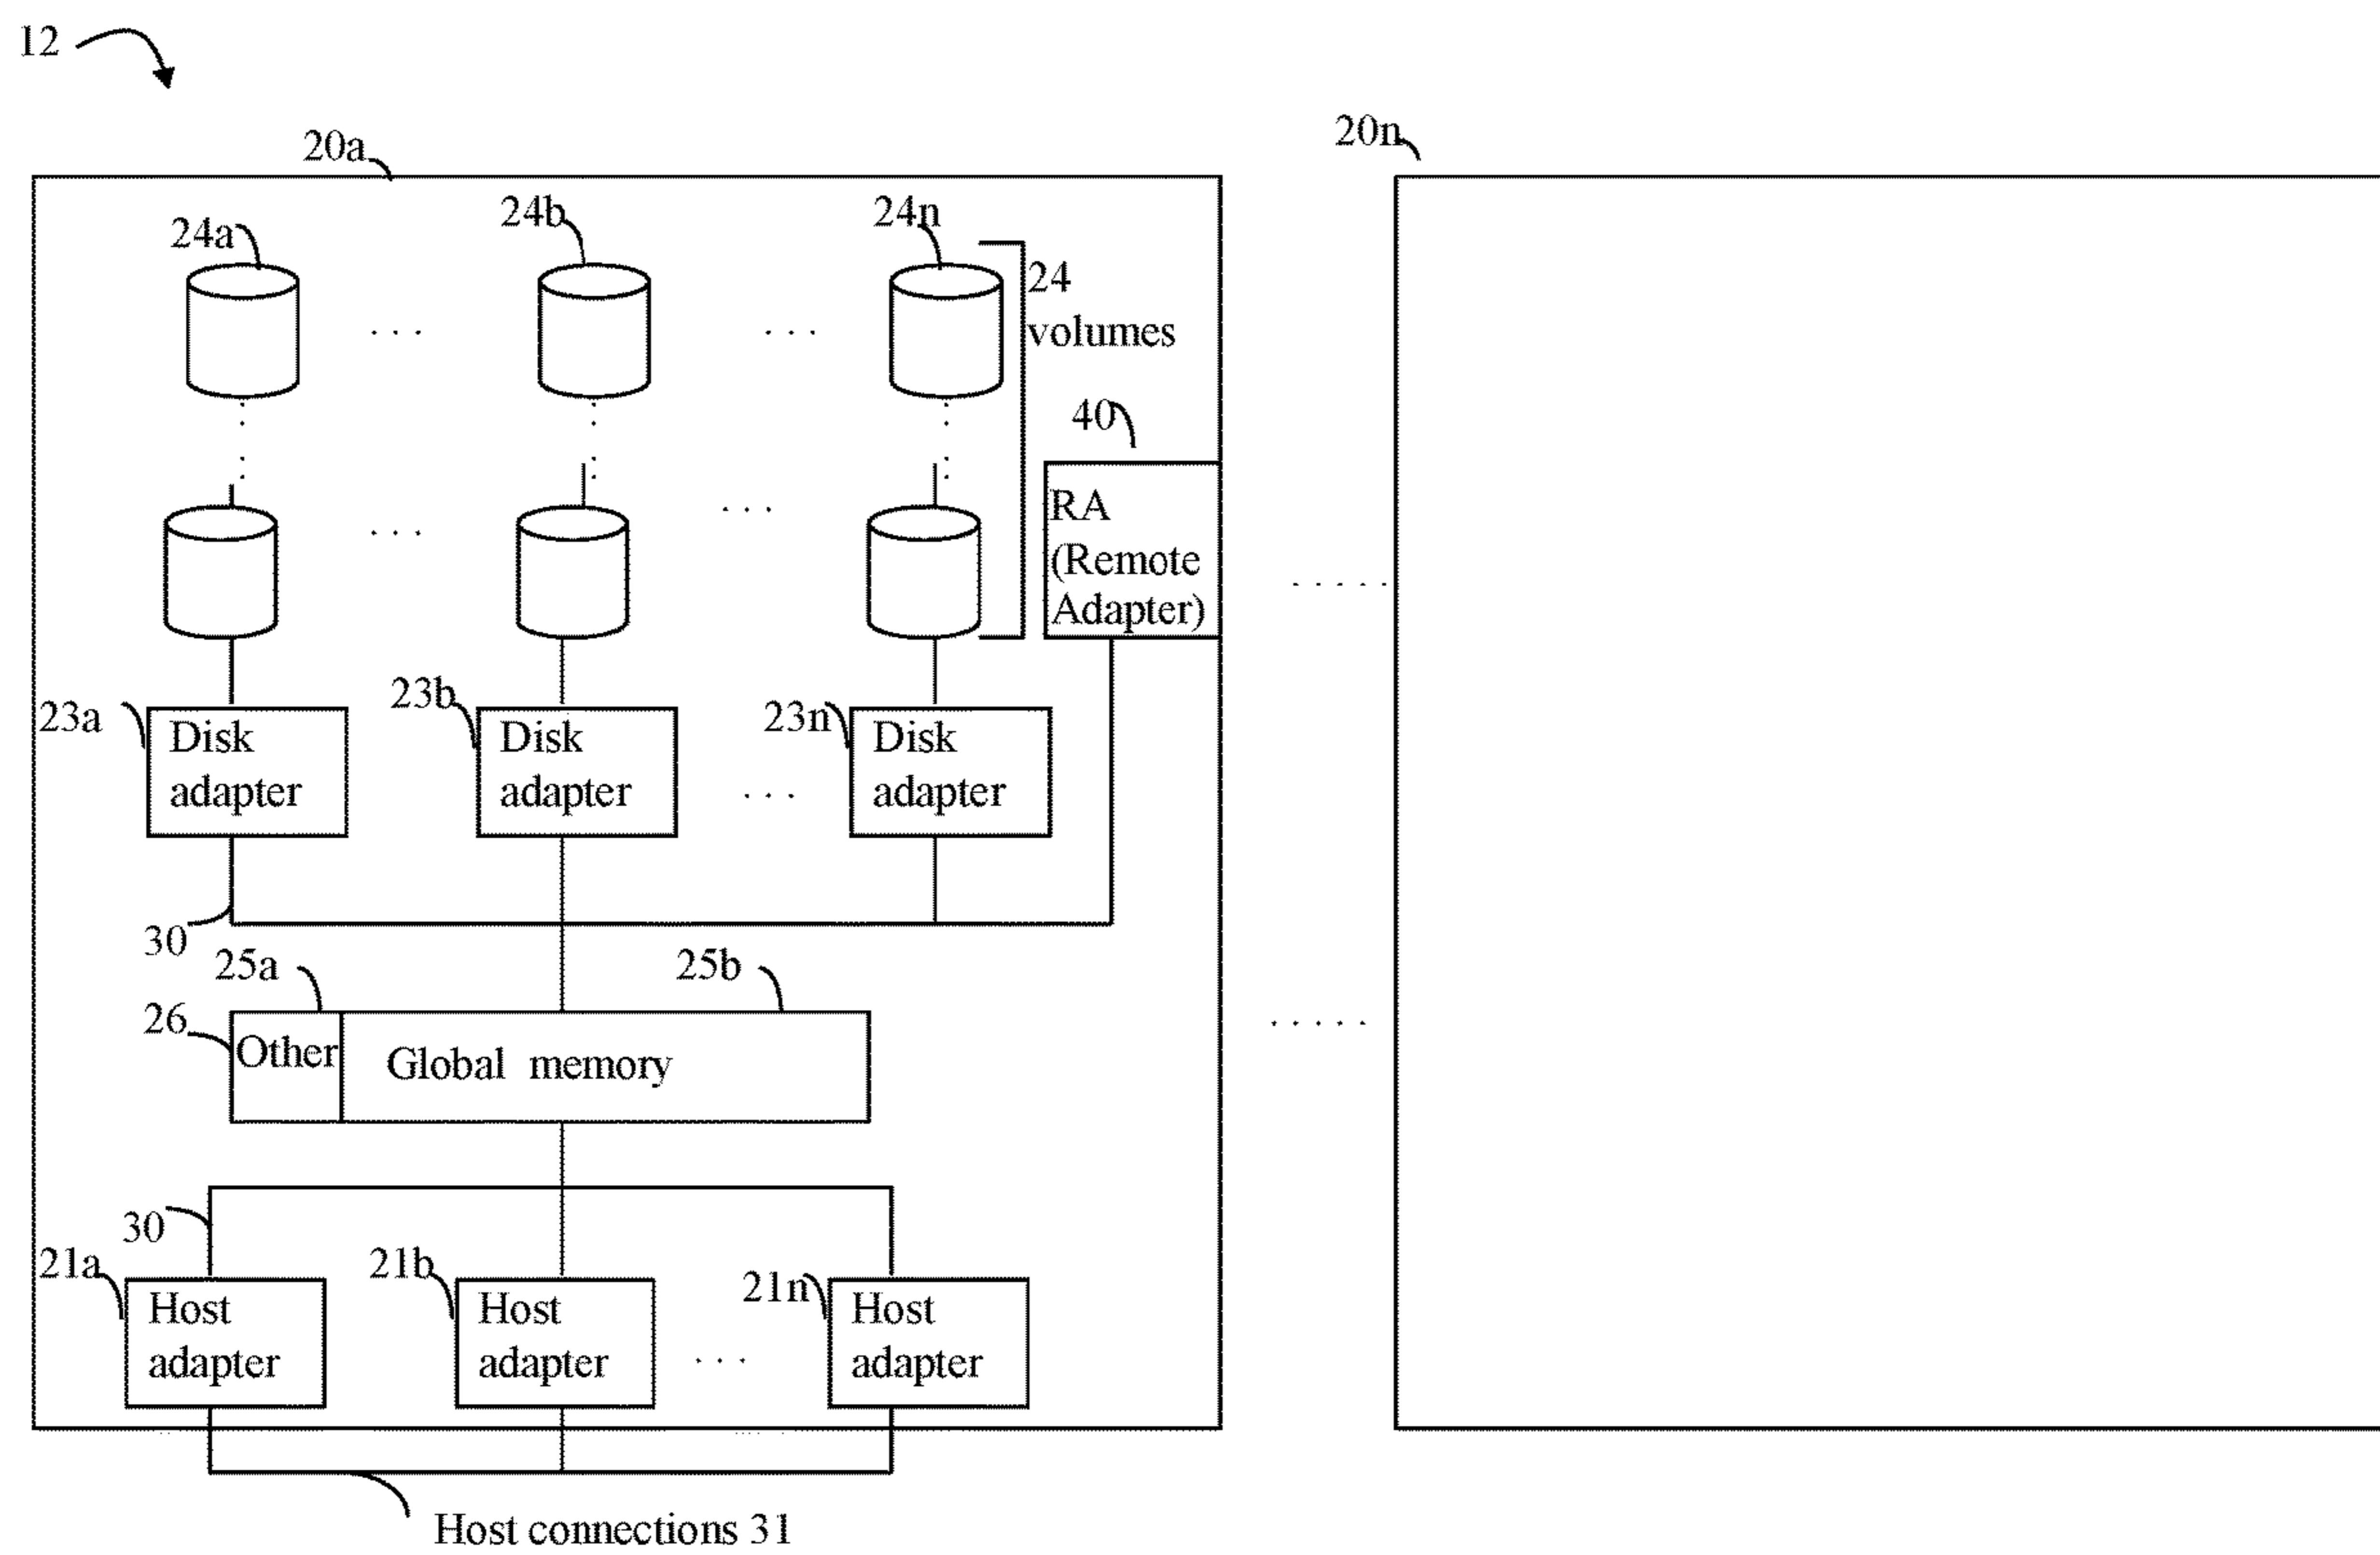 12
20a
20n
24a
24b
24n
24
volumes
40
RA
(Remote
Adapter)
23a
Disk
adapter
23b
Disk
adapter
23n
Disk
adapter
30
25a
25b
26
Other
Global memory
30
21a
Host
adapter
21b
Host
adapter
21n
Host
adapter
Host connections 31